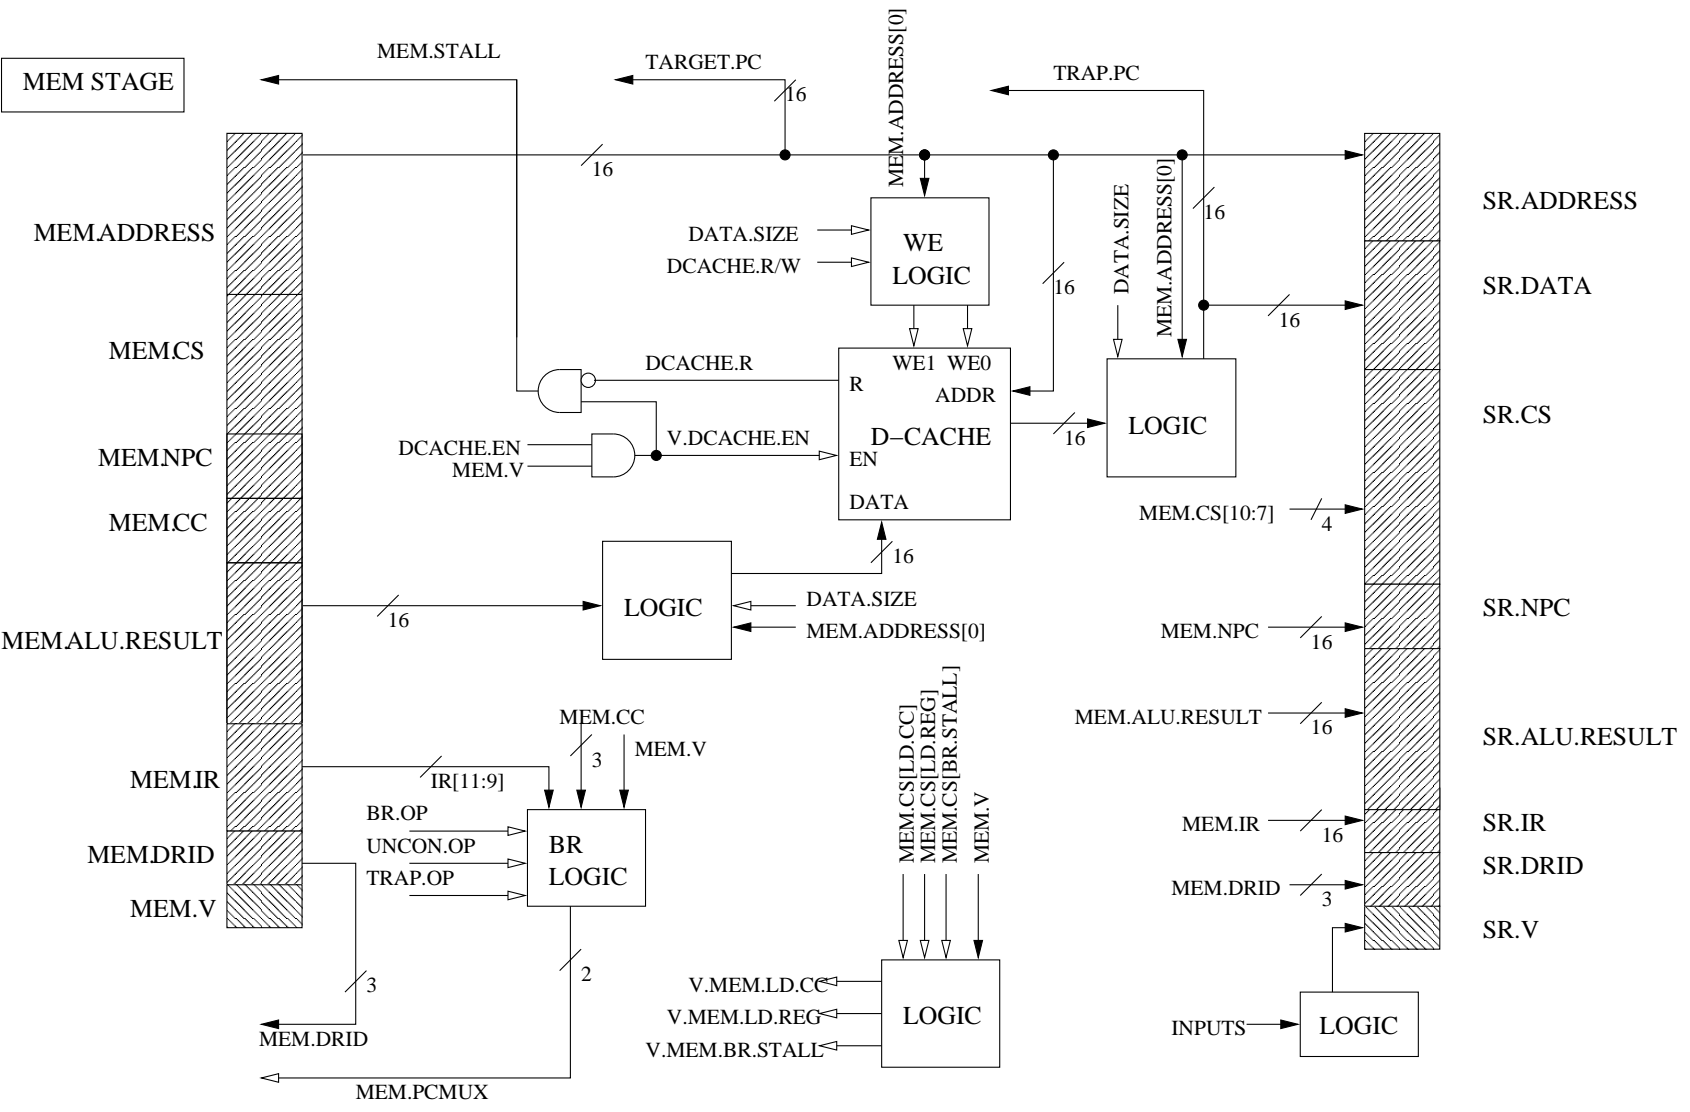 MEM STAGE
MEM.STALL
TARGET.PC
16
MEM.ADDRESS[0]
TRAP.PC
16
16
MEM.ADDRESS
MEM.CS
MEM.NPC
MEM.CC
MEM.ALU.RESULT
MEM.IR
MEM.DRID
MEM.V
DATA.SIZE
DCACHE.R/W
WE
LOGIC
16
DATA.SIZE
MEM.ADDRESS[0]
16
DCACHE.R
WE1 WE0
R
ADDR
D-CACHE
EN
DATA
16
LOGIC
DCACHE.EN
MEM.V
V.DCACHE.EN
16
16
LOGIC
DATA.SIZE
MEM.ADDRESS[0]
MEM.CC
3
MEM.V
IR[11:9]
BR.OP
UNCON.OP
TRAP.OP
BR
LOGIC
2
3
MEM.DRID
MEM.PCMUX
MEM.CS[LD.CC]
MEM.CS[LD.REG]
MEM.CS[BR.STALL]
MEM.V
V.MEM.LD.CC
V.MEM.LD.REG
V.MEM.BR.STALL
LOGIC
MEM.CS[10:7]
4
MEM.NPC
16
MEM.ALU.RESULT
16
MEM.IR
16
MEM.DRID
3
INPUTS
LOGIC
SR.ADDRESS
SR.DATA
SR.CS
SR.NPC
SR.ALU.RESULT
SR.IR
SR.DRID
SR.V
16